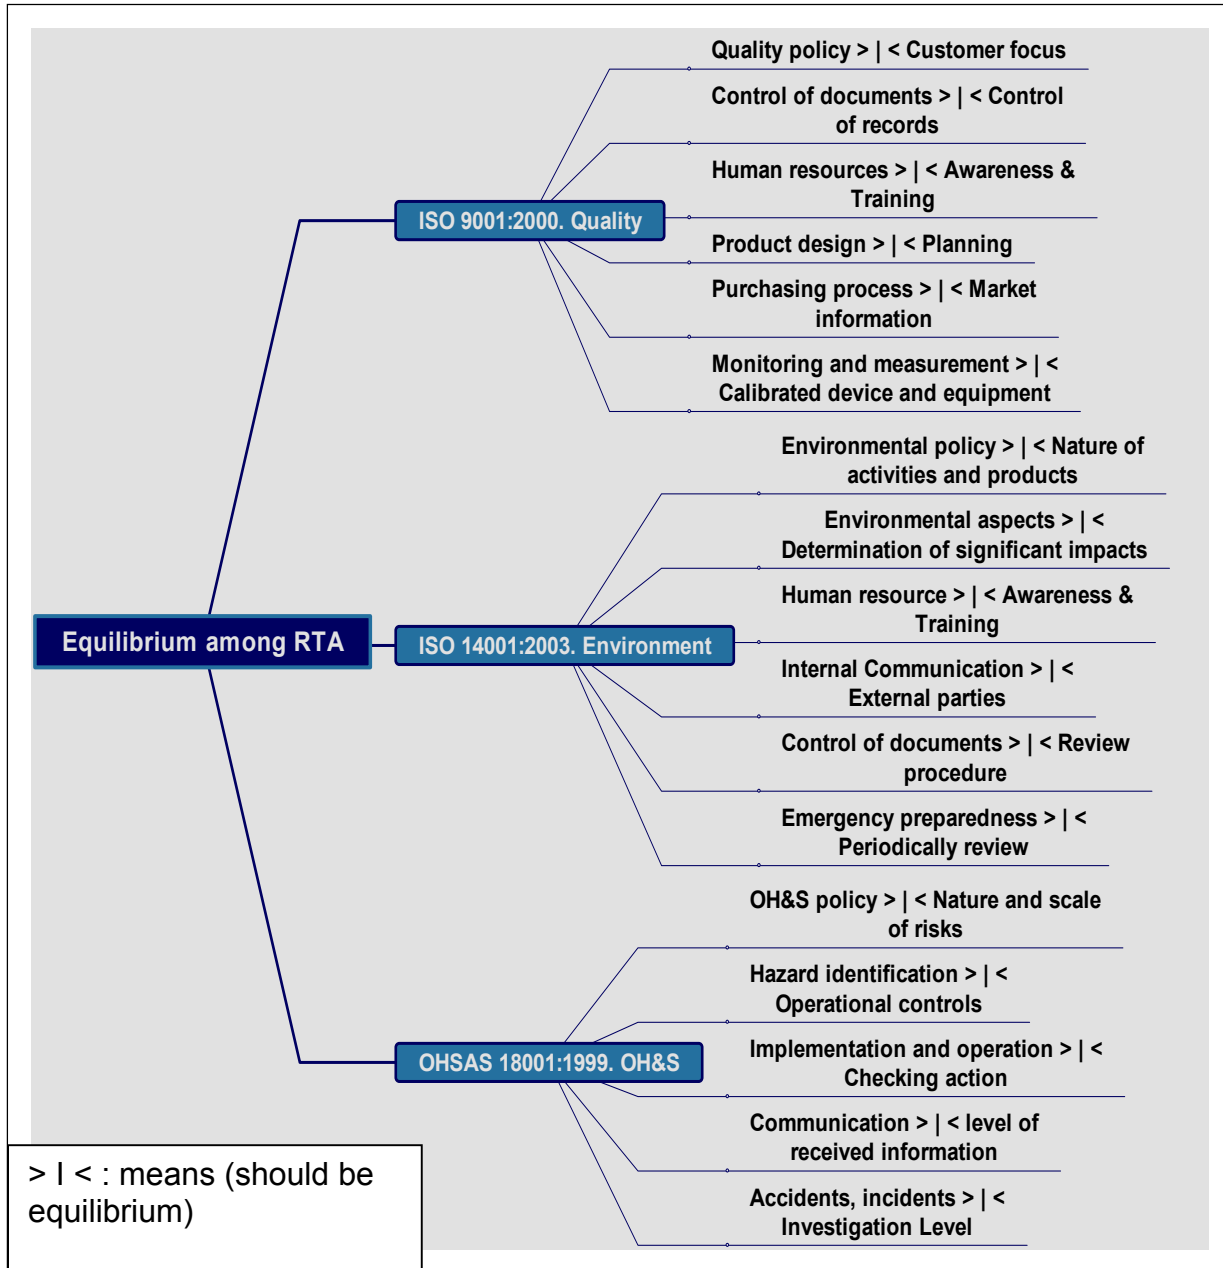 Quality policy > | < Customer focus
Control of documents > | < Control
of records
Human resources > | < Awareness &
Training
ISO 9001:2000. Quality
Product design > | < Planning
Purchasing process > | < Market
information
Monitoring and measurement > | <
Calibrated device and equipment
Environmental policy > | < Nature of
activities and products
Environmental aspects > | <
Determination of significant impacts
Human resource > | < Awareness &
Training
Equilibrium among RTA
ISO 14001:2003. Environment
Internal Communication > | <
External parties
Control of documents > | < Review
procedure
Emergency preparedness > | <
Periodically review
OH&S policy > | < Nature and scale
of risks
Hazard identification > | <
Operational controls
OHSAS 18001:1999. OH&S
Implementation and operation > | <
Checking action
Communication > | < level of
received information
Accidents, incidents > | <
Investigation Level
> I < : means (should be
equilibrium)